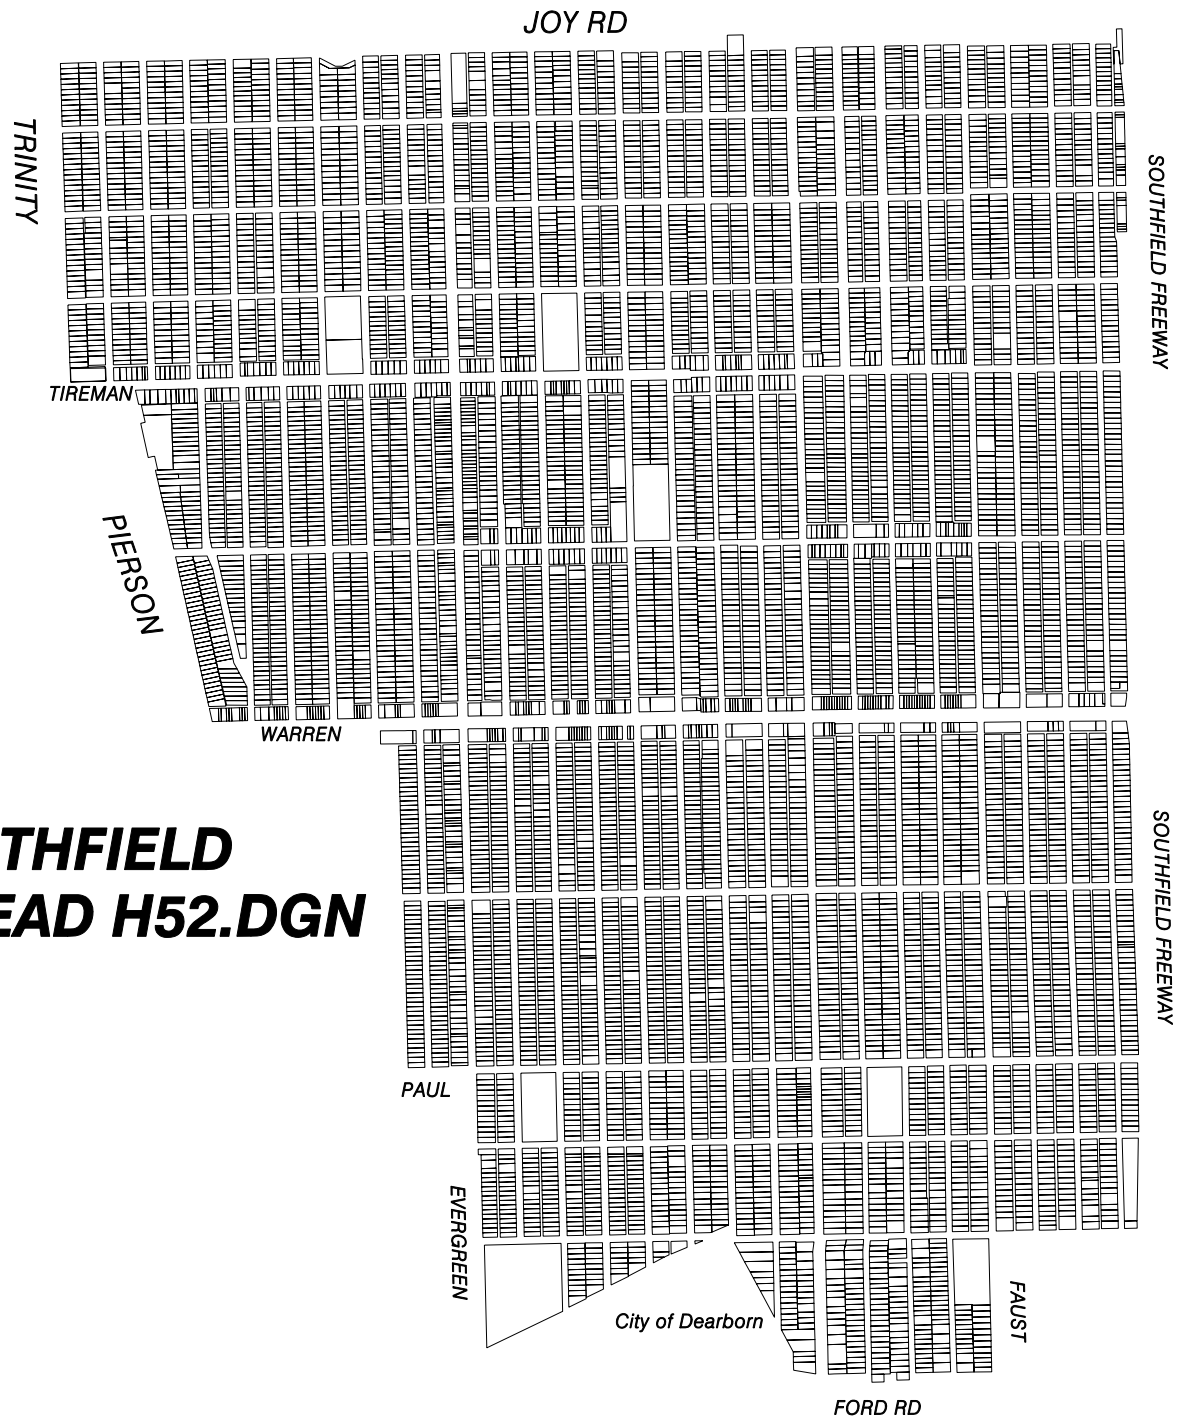 JOY RD
TRINITY
SOUTHFIELD FREEWAY
TIREMAN
PIERSON
WARREN
THFIELD
EAD H52.DGN
SOUTHFIELD FREEWAY
PAUL
EVERGREEN
FAUST
City of Dearborn
FORD RD